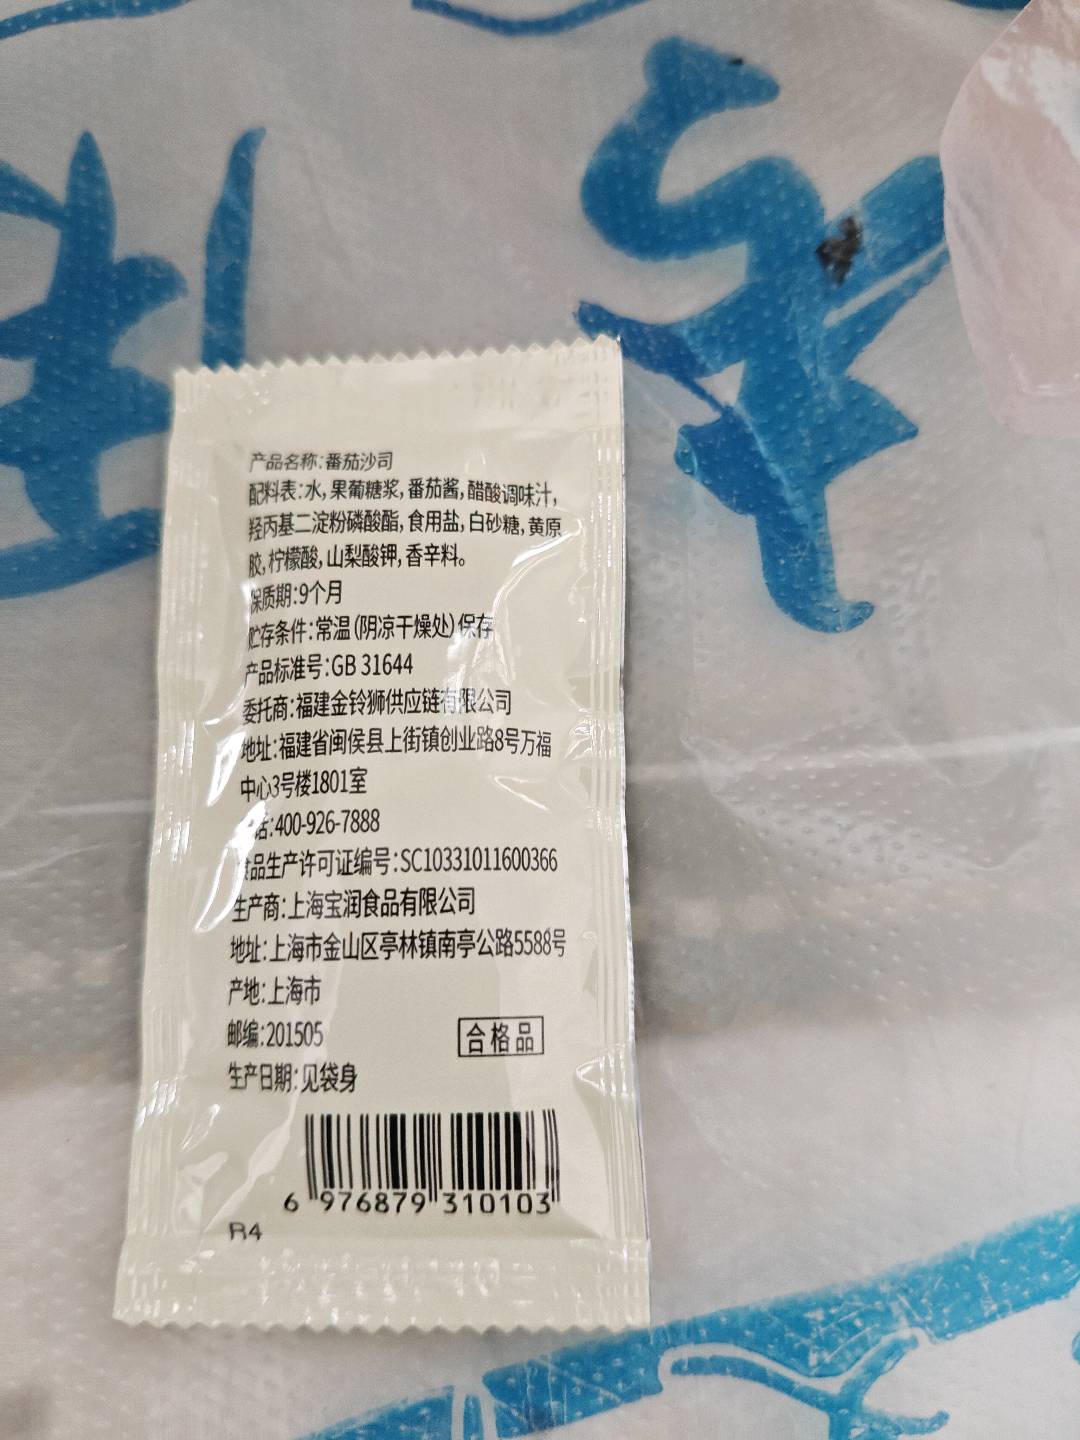 产品名称:番茄沙司
配料表:水,果葡糖浆,番茄酱,醋酸调味汁,
羟丙基二淀粉磷酸酯,食用盐,白砂糖,黄原
胶,柠檬酸,山梨酸钾,香辛料。
保质期:9个月
贮存条件:常温(阴凉干燥处)保存
产品标准号:GB 31644
委托商:福建金铃狮供应链有限公司
地址:福建省闽侯县上街镇创业路8号万福
中心3号楼1801室
电话:400-926-7888
食品生产许可证编号:SC10331011600366
生产商:上海宝润食品有限公司
地址:上海市金山区亭林镇南亭公路5588号
产地:上海市
邮编:201505
合格品
生产日期:见袋身
6 976879 310103
R4